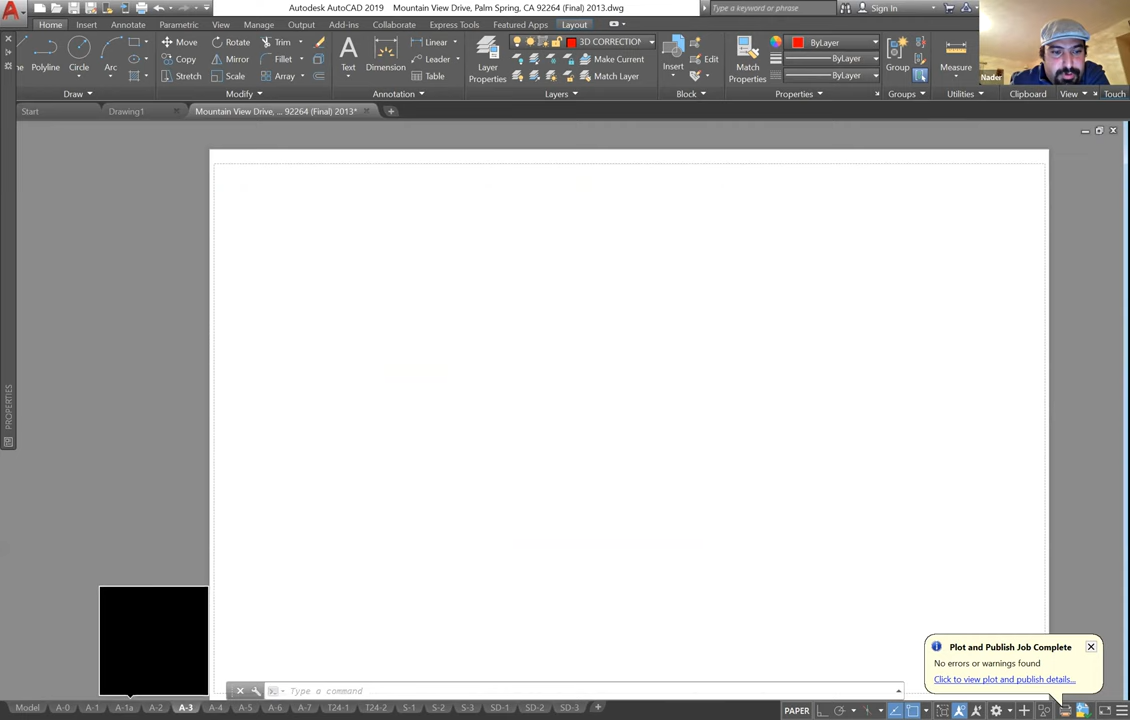 Autodesk AutoCAD 2019 Mountain View Drive, Palm Spring, CA 92264 (Final) 2013.dwg
Type a keyword or phrase
Sign In
Home Insert Annotate Parametric View Manage Output Add-ins Collaborate Express Tools Featured Apps Layout
Polyline Circle Arc
Move Rotate Trim
Copy Mirror Fillet
Stretch Scale Array
Text Dimension
Linear
Leader
Table
Layer Properties
3D CORRECTION
Make Current
Match Layer
Insert
Edit
Match Properties
ByLayer
ByLayer
ByLayer
Group
Measure
Nader
Draw Modify Annotation Layers Block Properties Groups Utilities Clipboard View Touch
Start Drawing1 Mountain View Drive, ... 92264 (Final) 2013*
PROPERTIES
Plot and Publish Job Complete
No errors or warnings found
Click to view plot and publish details...
Type a command
Model A-0 A-1 A-1a A-2 A-3 A-4 A-5 A-6 A-7 T24-1 T24-2 S-1 S-2 S-3 SD-1 SD-2 SD-3
PAPER